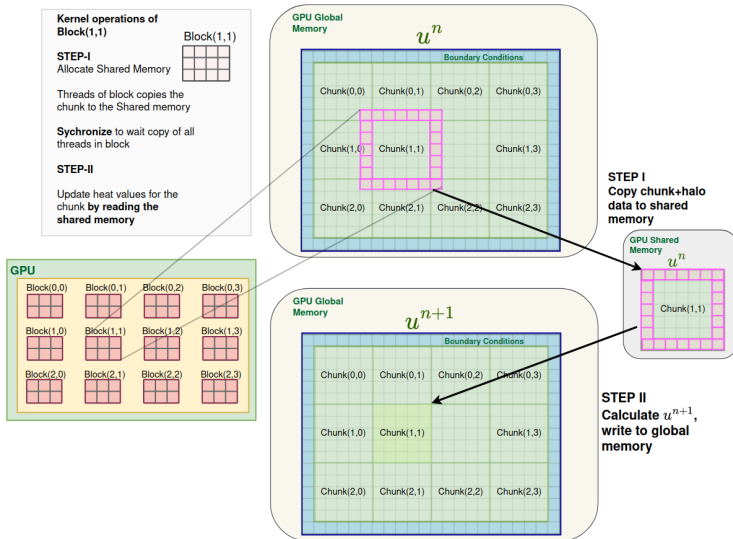 Kernel operations of
Block(1,1)
Block(1,1)
STEP-I
Allocate Shared Memory
Threads of block copies the
chunk to the Shared memory
Sychronize to wait copy of all
threads in block
STEP-II
Update heat values for the
chunk by reading the
shared memory
GPU Global
Memory
u^n
Boundary Conditions
Chunk(0,0) Chunk(0,1) Chunk(0,2) Chunk(0,3)
Chunk(1,0) Chunk(1,1) Chunk(1,3)
Chunk(2,0) Chunk(2,1) Chunk(2,2) Chunk(2,3)
STEP I
Copy chunk+halo
data to shared
memory
GPU Shared
Memory
u^n
Chunk(1,1)
GPU
Block(0,0) Block(0,1) Block(0,2) Block(0,3)
Block(1,0) Block(1,1) Block(1,2) Block(1,3)
Block(2,0) Block(2,1) Block(2,2) Block(2,3)
GPU Global
Memory
u^{n+1}
Boundary Conditions
Chunk(0,0) Chunk(0,1) Chunk(0,2) Chunk(0,3)
Chunk(1,0) Chunk(1,1) Chunk(1,3)
Chunk(2,0) Chunk(2,1) Chunk(2,2) Chunk(2,3)
STEP II
Calculate u^{n+1},
write to global
memory